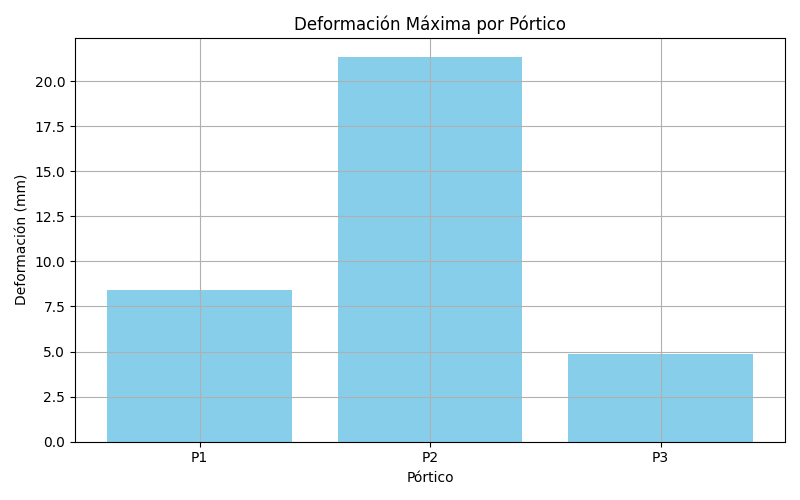 Deformación Máxima por Pórtico
Deformación (mm)
20.0
17.5
15.0
12.5
10.0
7.5
5.0
2.5
0.0
P1 P2 P3
Pórtico